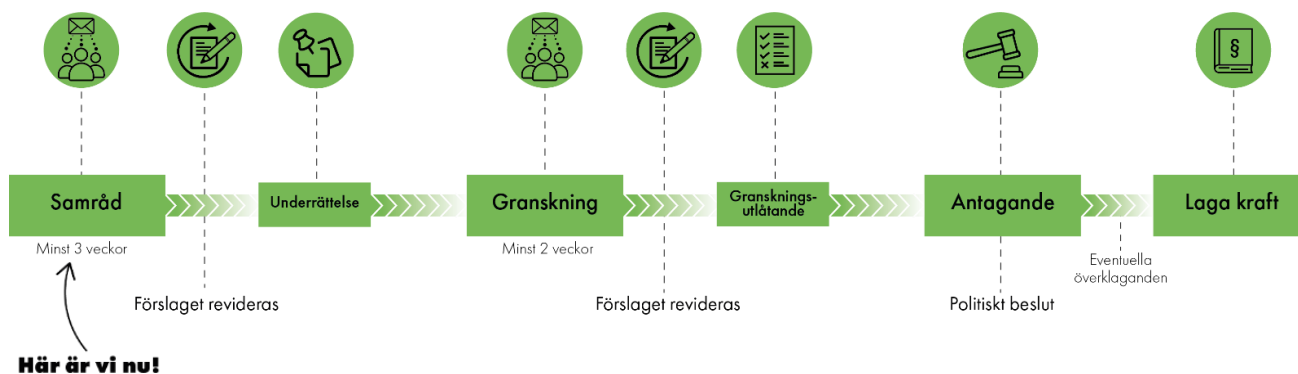 §
Samråd
Underrättelse
Granskning
Gransknings-
utlåtande
Antagande
Laga kraft
Minst 3 veckor
Minst 2 veckor
Eventuella
överklaganden
Förslaget revideras
Förslaget revideras
Politiskt beslut
Här är vi nu!